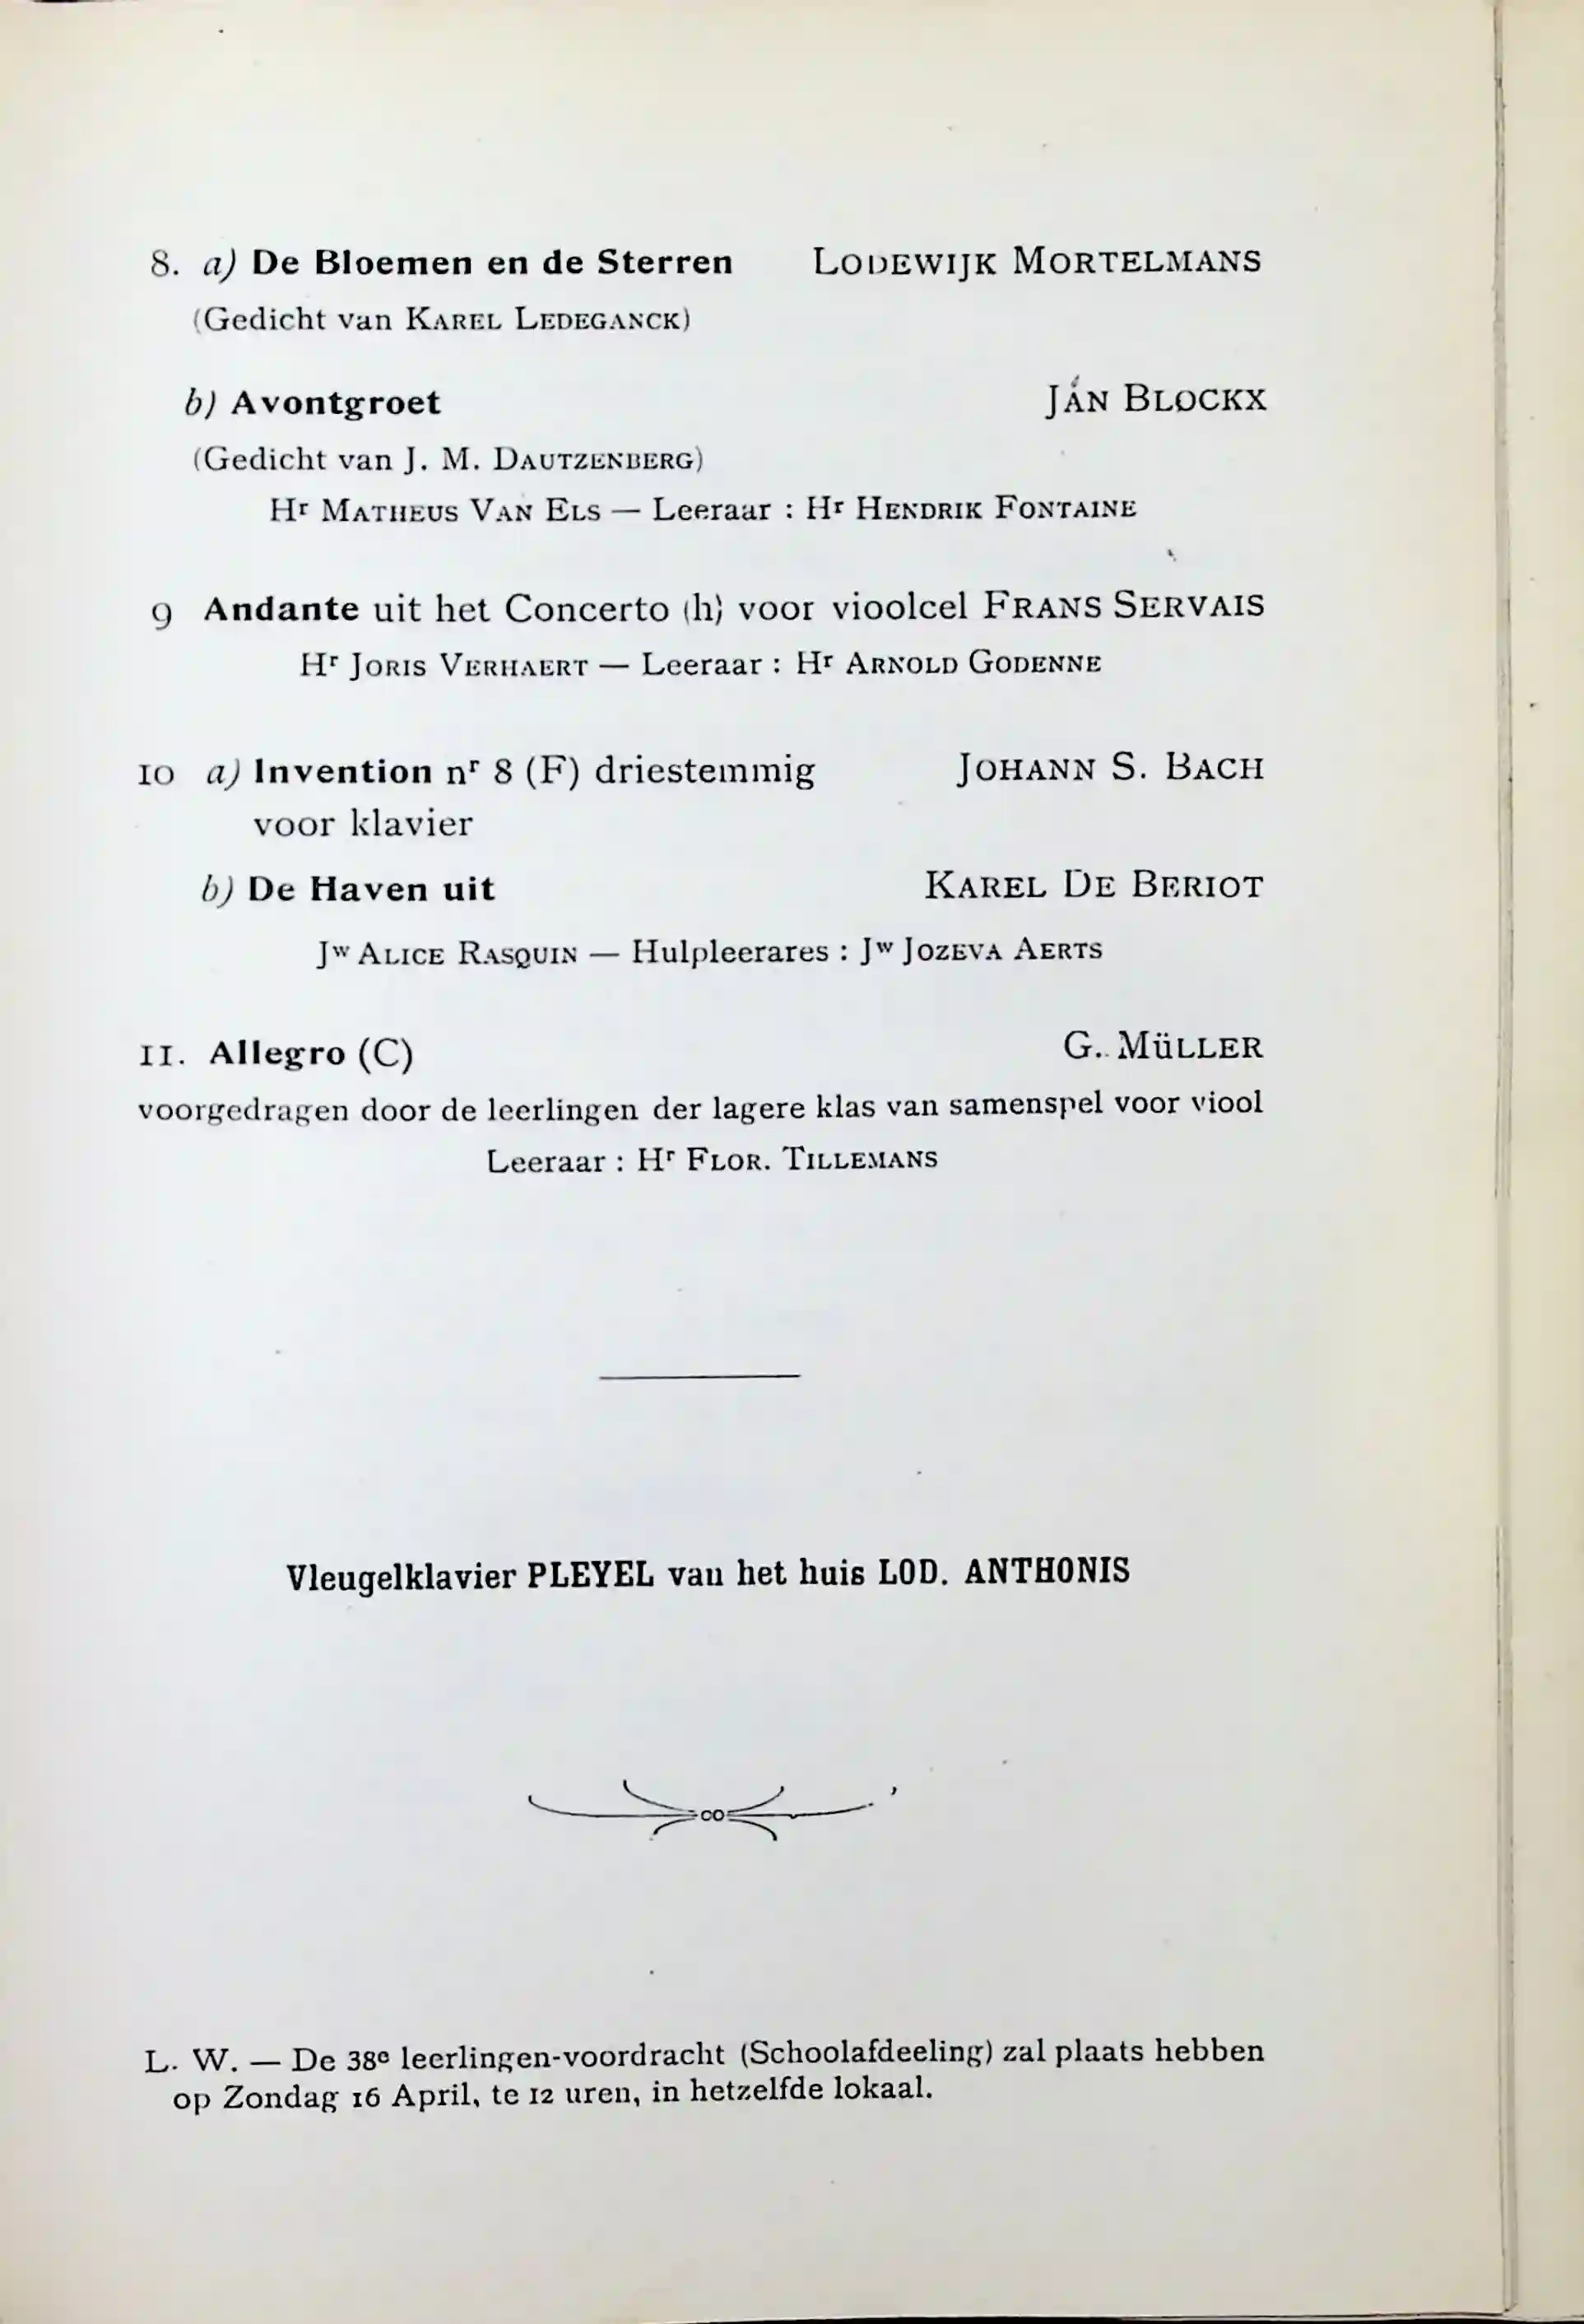 8. a) De Bloemen en de Sterren LODEWIJK MORTELMANS
(Gedicht van KAREL LEDEGANCK)
b) Avontgroet JAN BLOCKX
(Gedicht van J. M. DAUTZENBERG)
Hr MATHEUS VAN ELS — Leeraar : Hr HENDRIK FONTAINE
9 Andante uit het Concerto (h) voor vioolcel FRANS SERVAIS
Hr JORIS VERHAERT — Leeraar : Hr ARNOLD GODENNE
10 a) Invention nr 8 (F) driestemmig JOHANN S. BACH
voor klavier
b) De Haven uit KAREL DE BERIOT
Jw ALICE RASQUIN — Hulpleerares : Jw JOZEVA AERTS
11. Allegro (C) G. MÜLLER
voorgedragen door de leerlingen der lagere klas van samenspel voor viool
Leeraar : Hr FLOR. TILLEMANS
Vleugelklavier PLEYEL van het huis LOD. ANTHONIS
L. W. — De 38e leerlingen-voordracht (Schoolafdeeling) zal plaats hebben
op Zondag 16 April, te 12 uren, in hetzelfde lokaal.